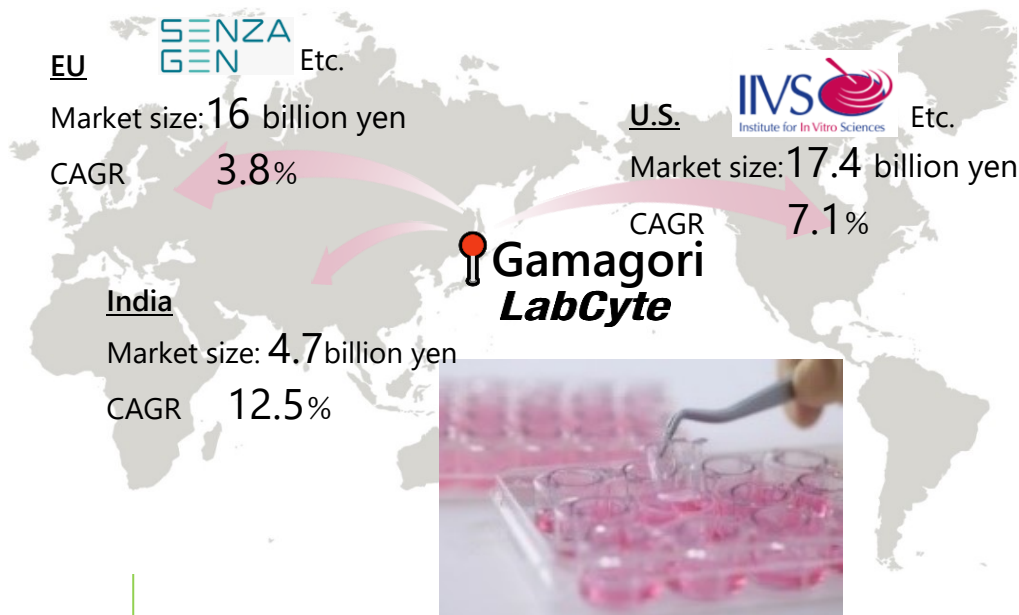 EU
SENZA
GEN
Etc.
Market size: 16 billion yen
CAGR 3.8%
U.S.
IIVS
Institute for In Vitro Sciences
Etc.
Market size: 17.4 billion yen
CAGR 7.1%
Gamagori
LabCyte
India
Market size: 4.7billion yen
CAGR 12.5%